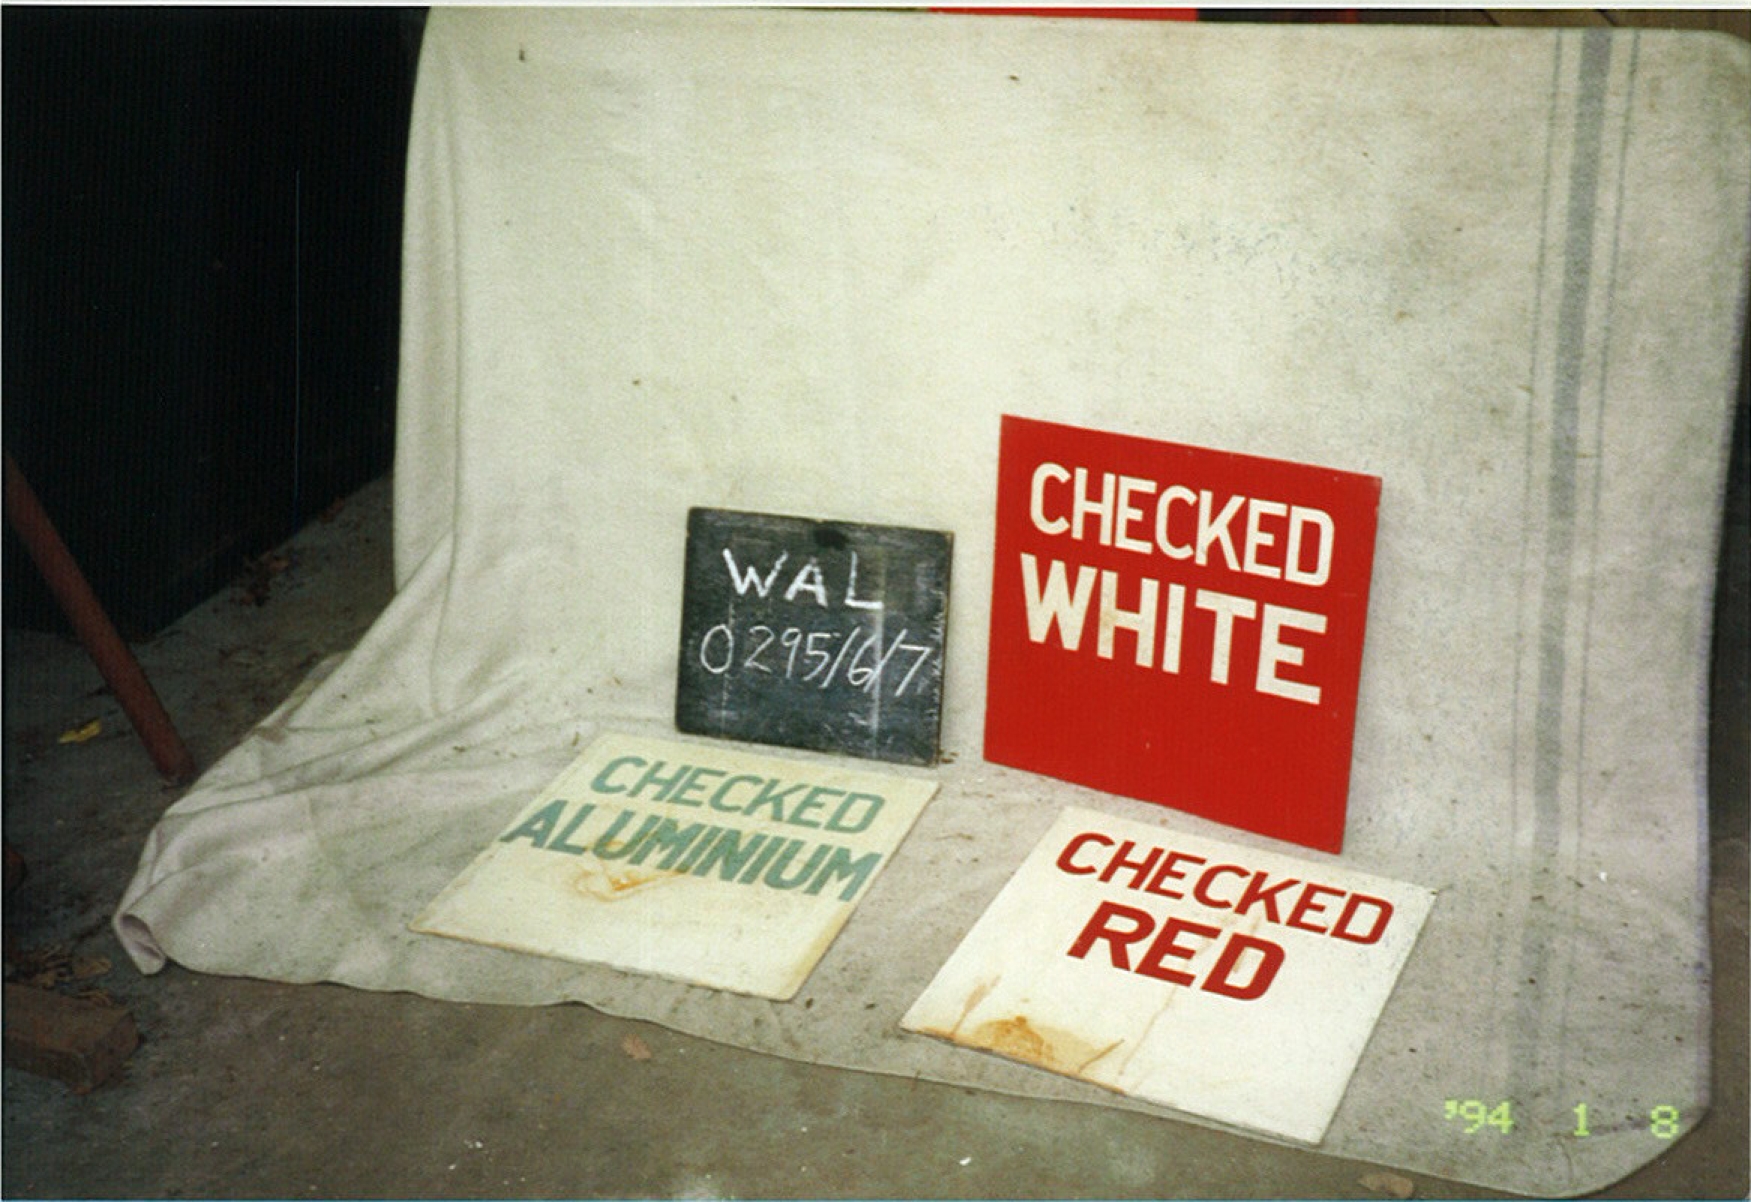 WAL
0295/6/7
CHECKED
WHITE
CHECKED
ALUMINIUM
CHECKED
RED
'94 1 8